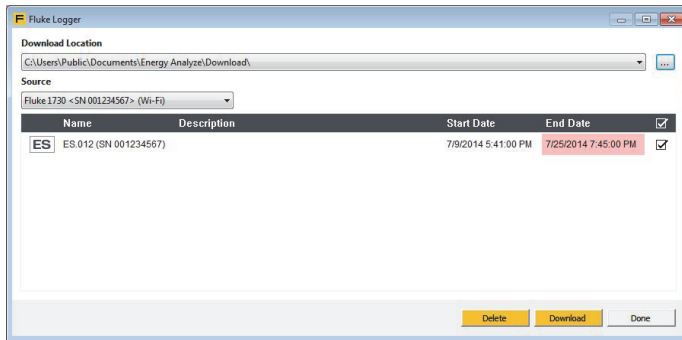 F Fluke Logger
Download Location
C:\Users\Public\Documents\Energy Analyze\Download\
...
Source
Fluke 1730 <SN 001234567> (Wi-Fi)
Name Description Start Date End Date
ES ES.012 (SN 001234567) 7/9/2014 5:41:00 PM 7/25/2014 7:45:00 PM
Delete Download Done